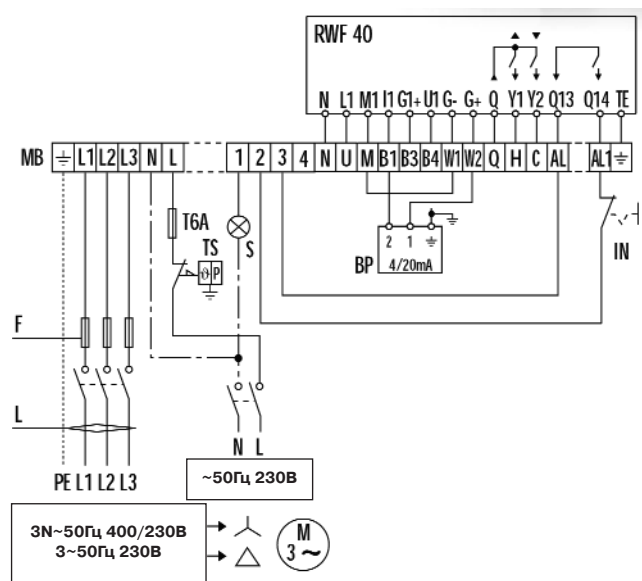 RWF 40
N L1 M1 I1 G1+ U1 G- G+ Q Y1 Y2 Q13 Q14 TE
MB L1 L2 L3 N L 1 2 3 4 N U M B1 B3 B4 W1 W2 Q H C AL AL1
T6A
TS
S
ϑ P
2 1
BP 4/20mA
IN
F
L
N L
PE L1 L2 L3
~50Гц 230В
3N~50Гц 400/230В
3~50Гц 230В
M
3 ~